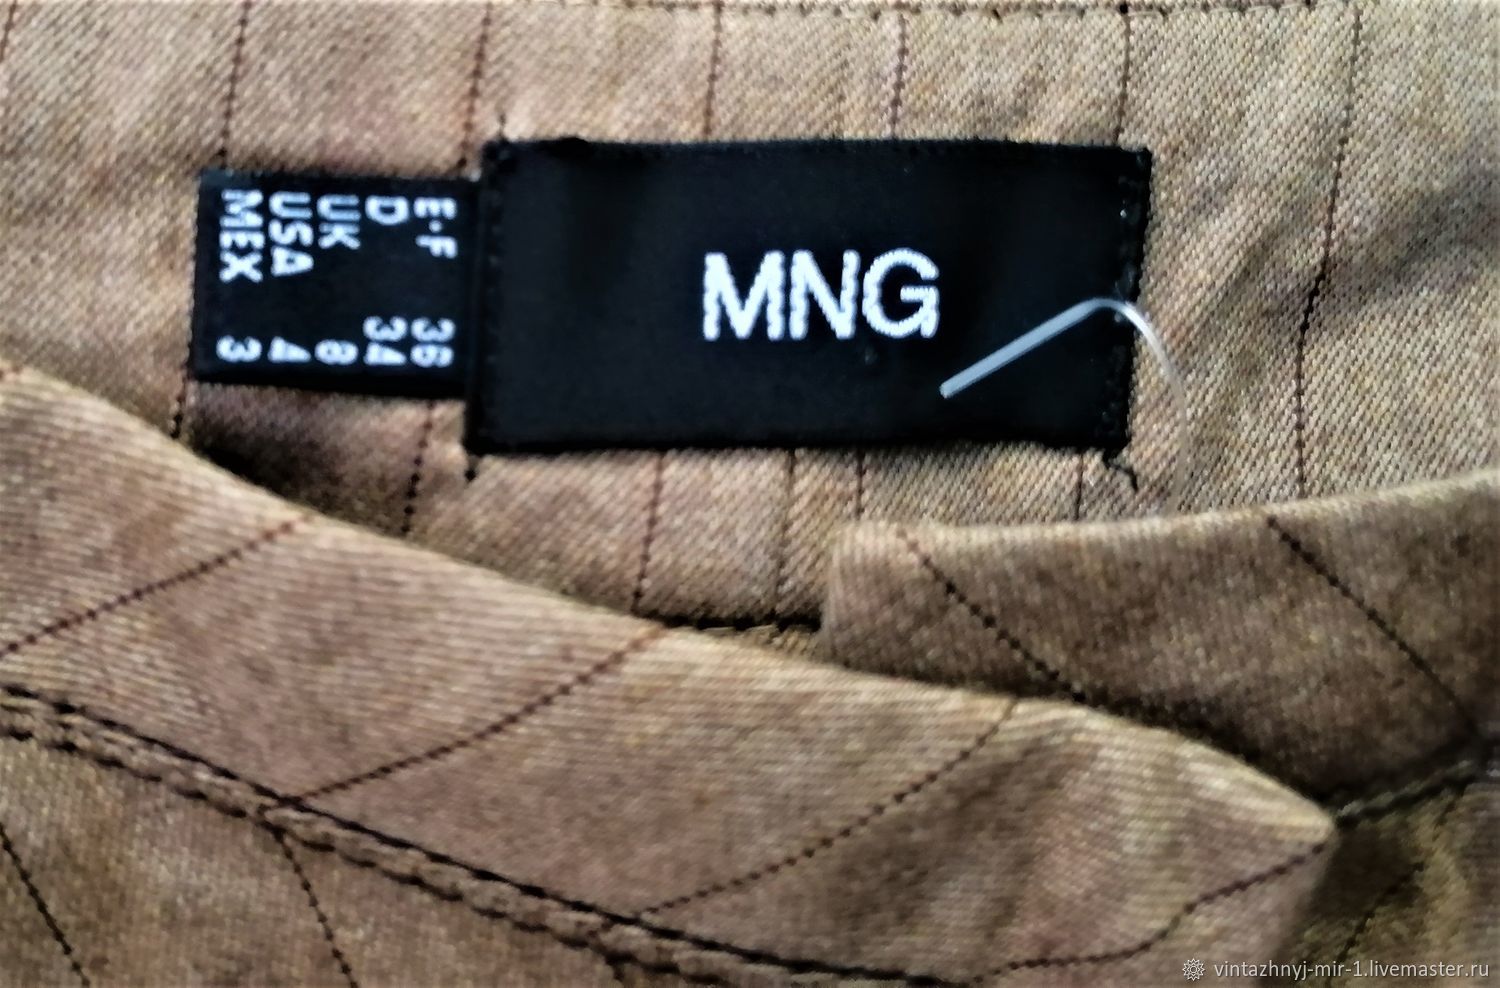 MNG
E·F 36
D 34
UK 8
USA 4
MEX 3
vintazhnyj-mir-1.livemaster.ru